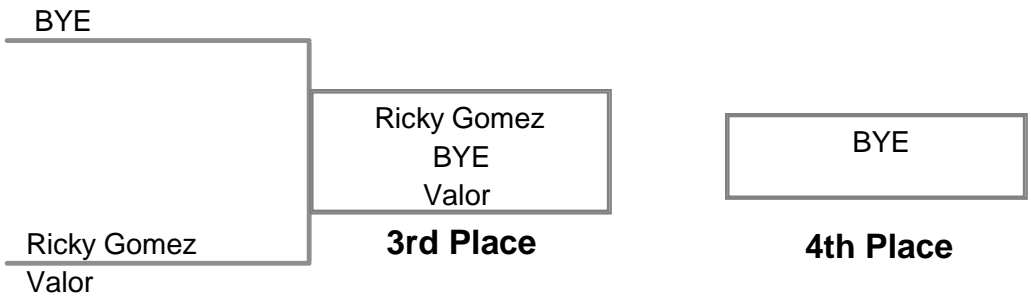 BYE
Ricky Gomez
Valor
Ricky Gomez
BYE
Valor
3rd Place
BYE
4th Place